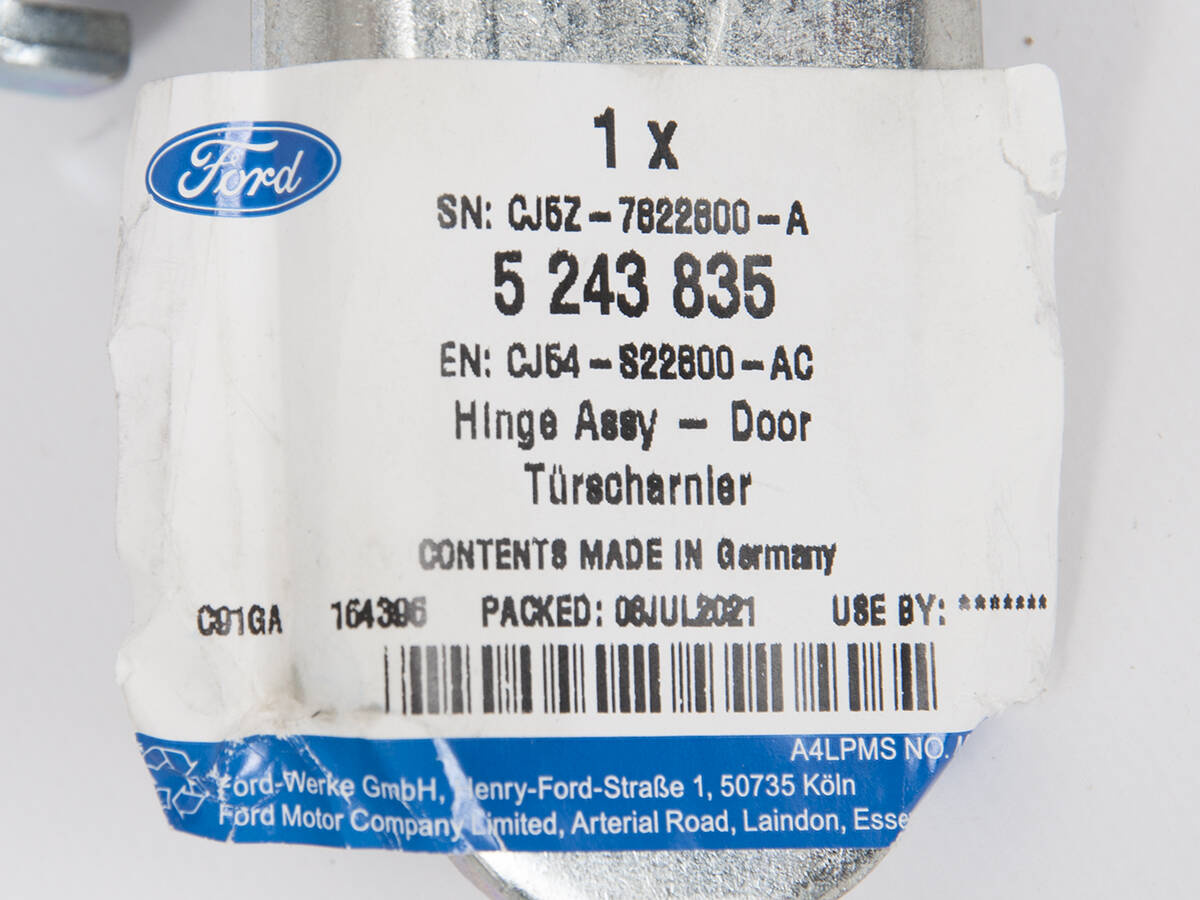 Ford
1 x
SN: CJ5Z-7822800-A
5 243 835
EN: CJ54-S22800-AC
Hinge Assy - Door
Türscharnier
CONTENTS MADE IN Germany
C91GA 164396 PACKED: 06JUL2021 USE BY: *******
A4LPMS NO.
Ford-Werke GmbH, Henry-Ford-Straße 1, 50735 Köln
Ford Motor Company Limited, Arterial Road, Laindon,